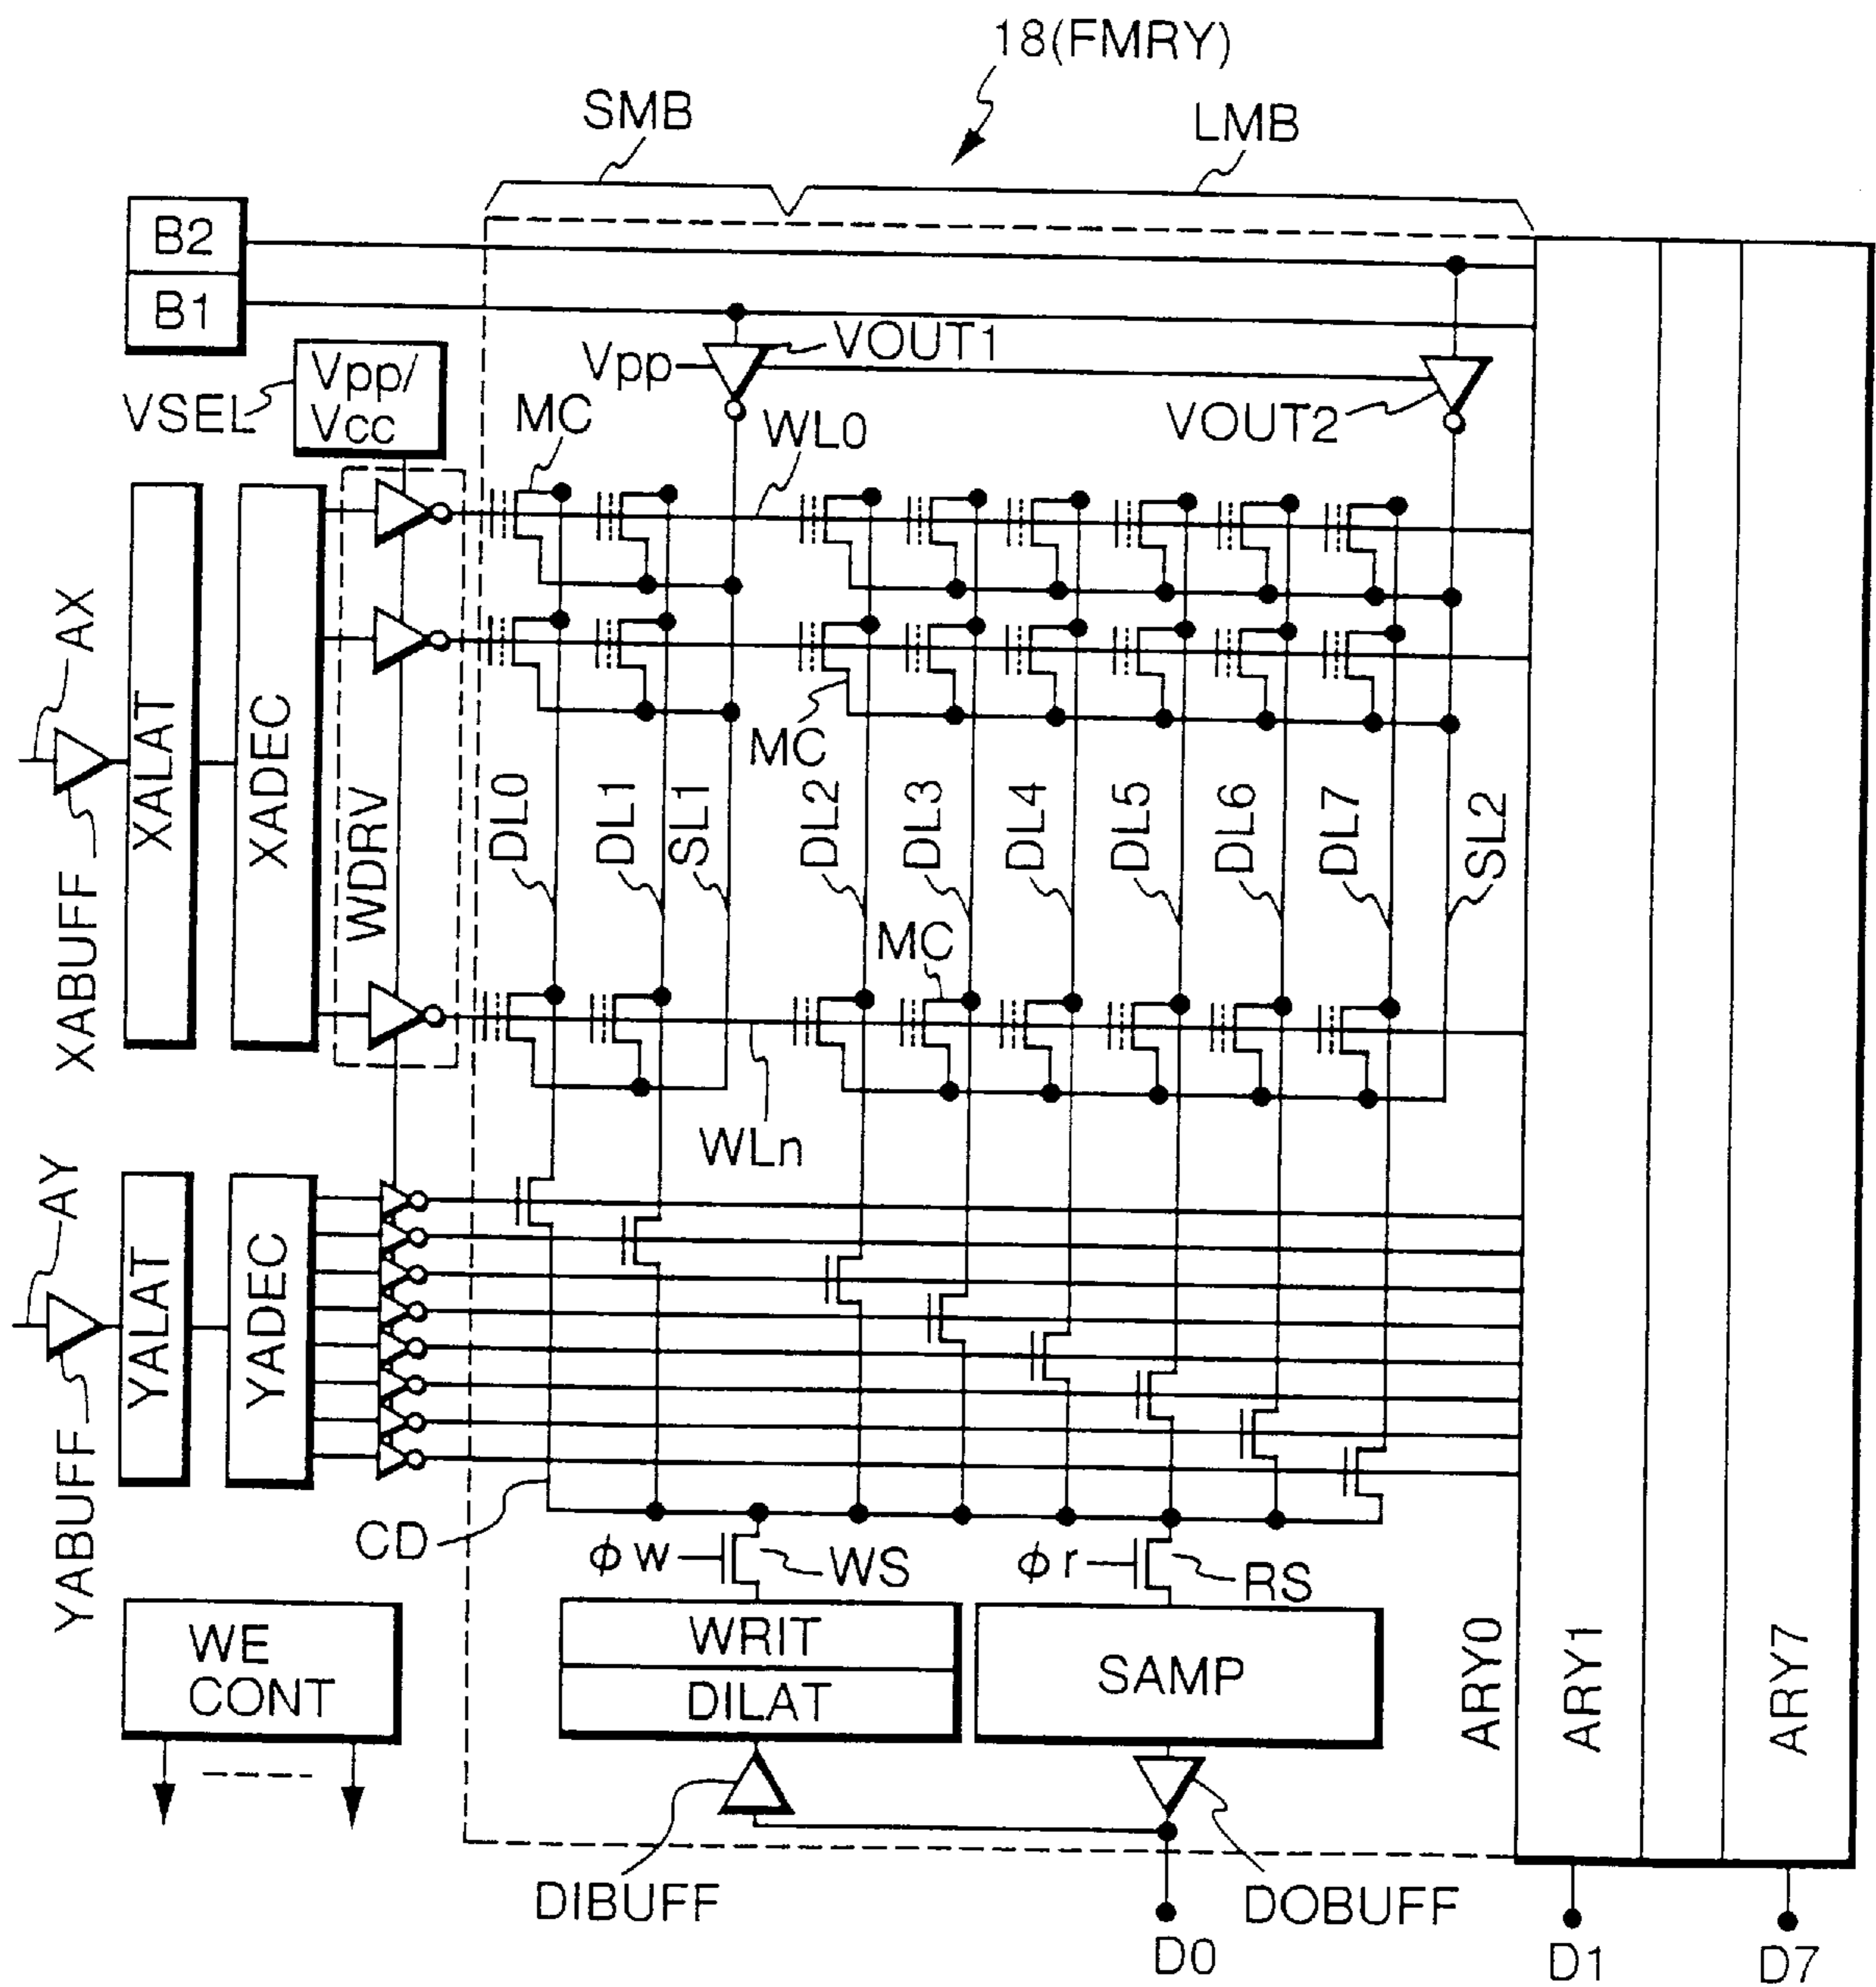 18(FMRY)
SMB
LMB
B2
B1
Vpp/
Vcc
VSEL
Vpp
VOUT1
VOUT2
MC
WL0
AX
XABUFF
XALAT
XADEC
WDRV
MC
DL0
DL1
SL1
DL2
DL3
DL4
DL5
DL6
DL7
SL2
MC
WLn
AY
YABUFF
YALAT
YADEC
CD
φw
WS
φr
RS
WE
CONT
WRIT
DILAT
SAMP
ARY0
ARY1
ARY7
DIBUFF
DOBUFF
D0
D1
D7